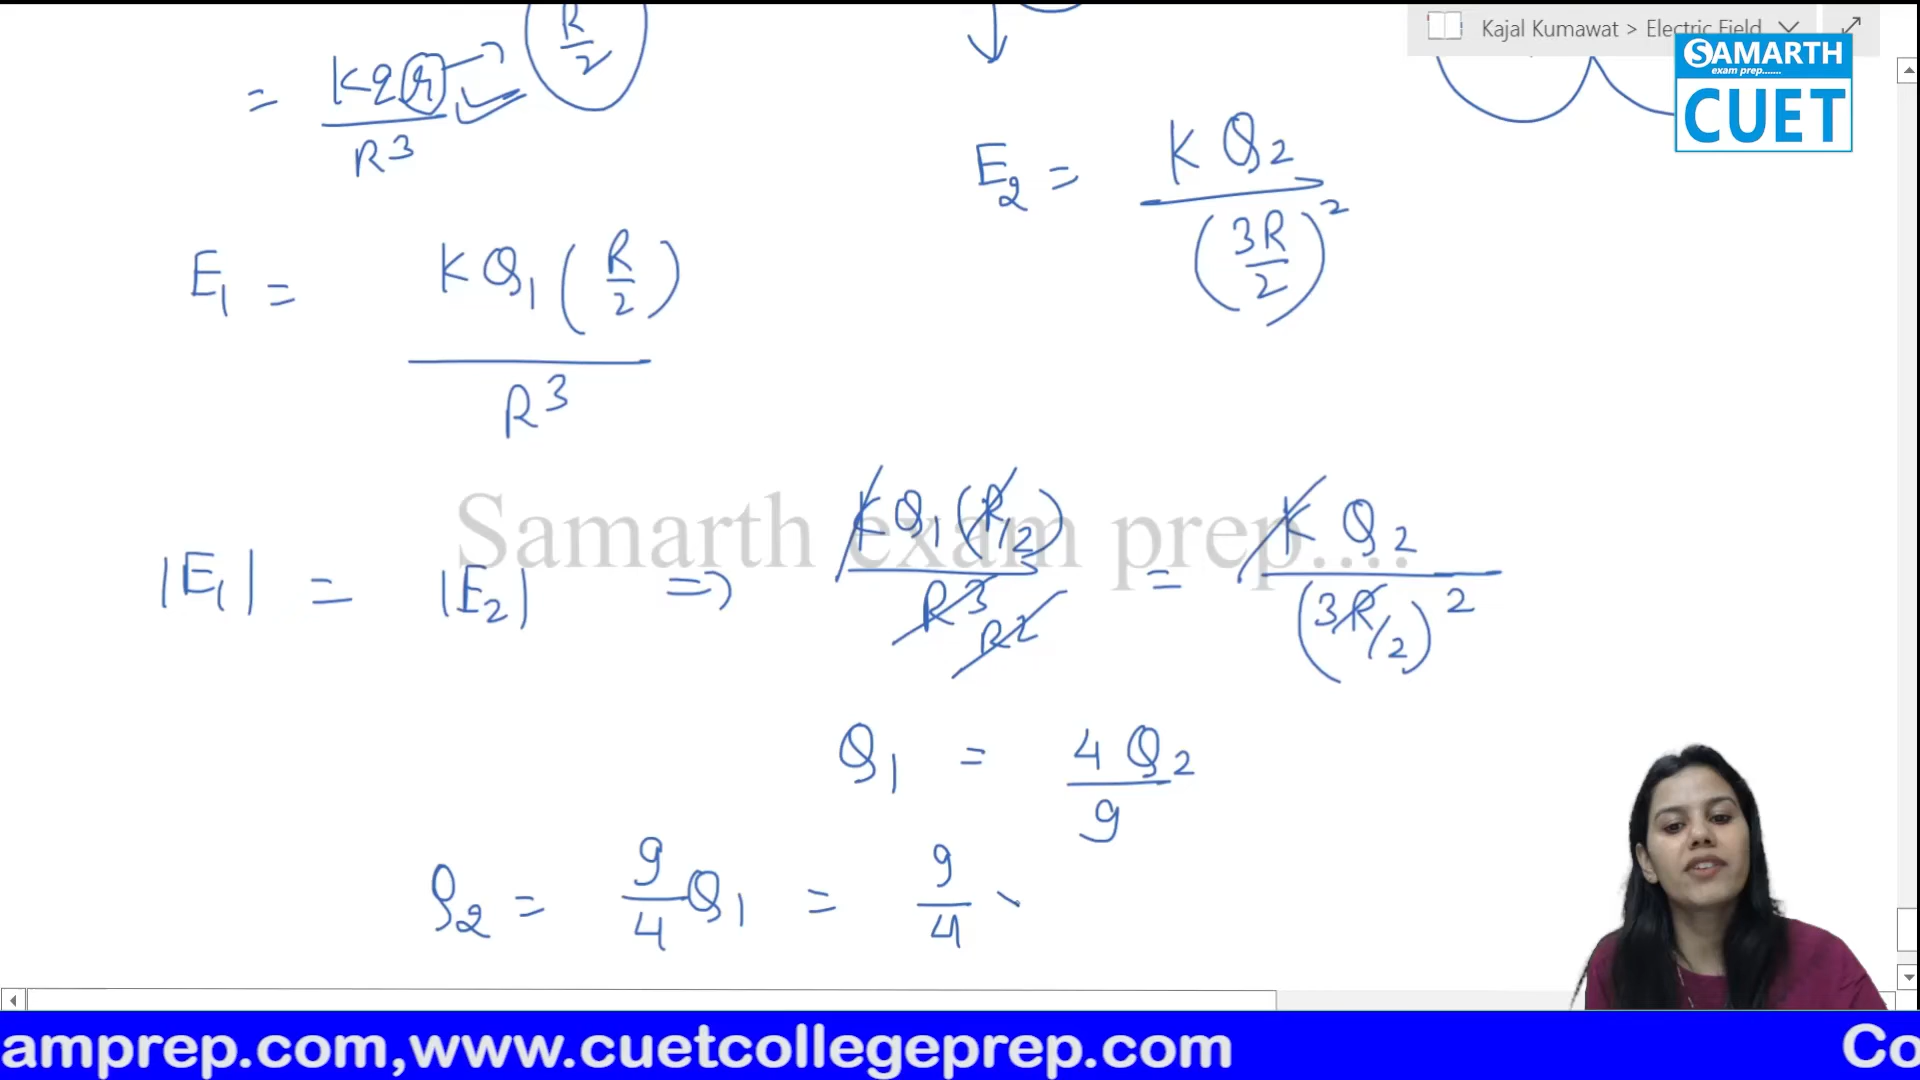 R/2
Kajal Kumawat > Electric Field
SAMARTH
exam prep......
CUET
= Kqr/R³
E₂ = KQ₂/(3R/2)²
E₁ = KQ₁(R/2)/R³
Samarth exam prep....
|E₁| = |E₂| => KQ₁(R/2)/R³ R² = KQ₂/(3R/2)²
Q₁ = 4Q₂/9
Q₂ = 9/4 Q₁ = 9/4
amprep.com,www.cuetcollegeprep.com
Co